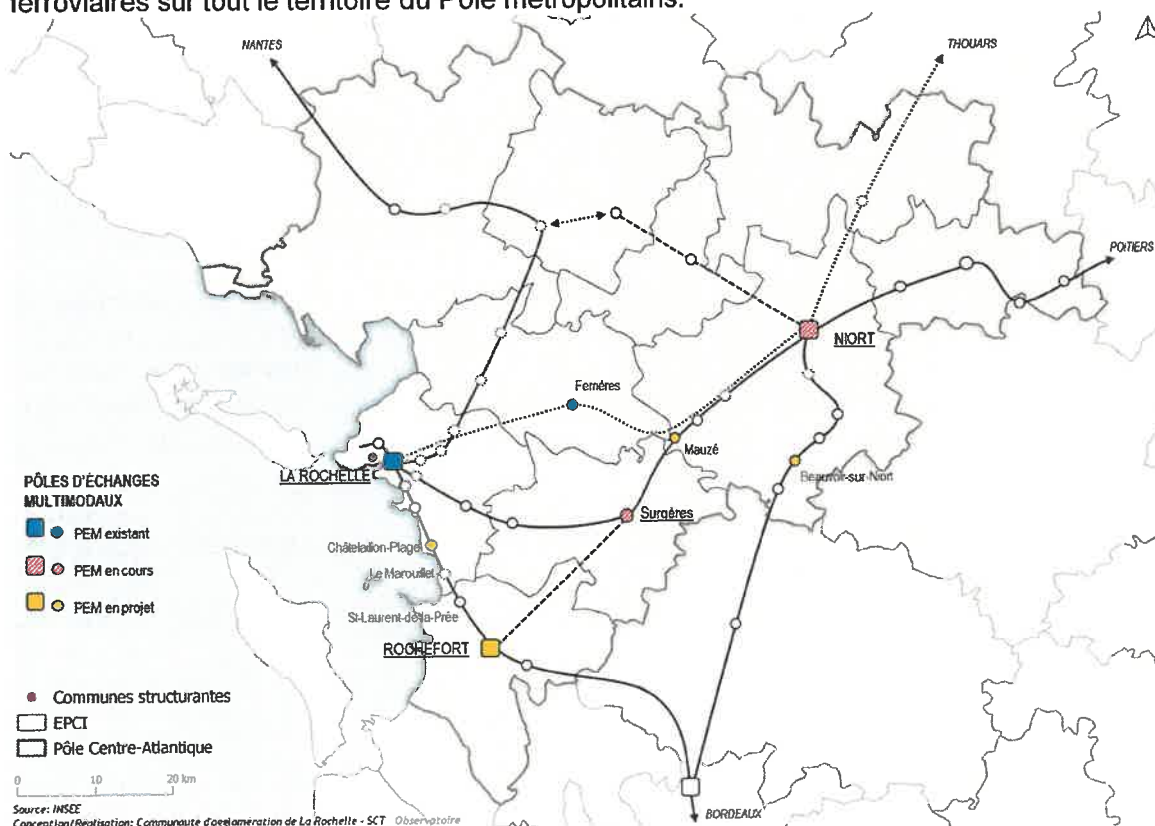 ferroviaires sur tout le territoire du Pôle métropolitains.
NANTES
THOUARS
POITIERS
NIORT
Ferriéres
Mauzé
Beauvoir-sur-Niort
LA ROCHELLE
Surgères
Châtelaillon-Plage
Le Marouillet
St-Laurent-de-la-Prée
ROCHEFORT
BORDEAUX
PÔLES D'ÉCHANGES
MULTIMODAUX
PEM existant
PEM en cours
PEM en projet
Communes structurantes
EPCI
Pôle Centre-Atlantique
0 10 20 km
Source: INSEE
Conception/Réalisation: Communauté d'agglomération de La Rochelle - SCT Observatoire